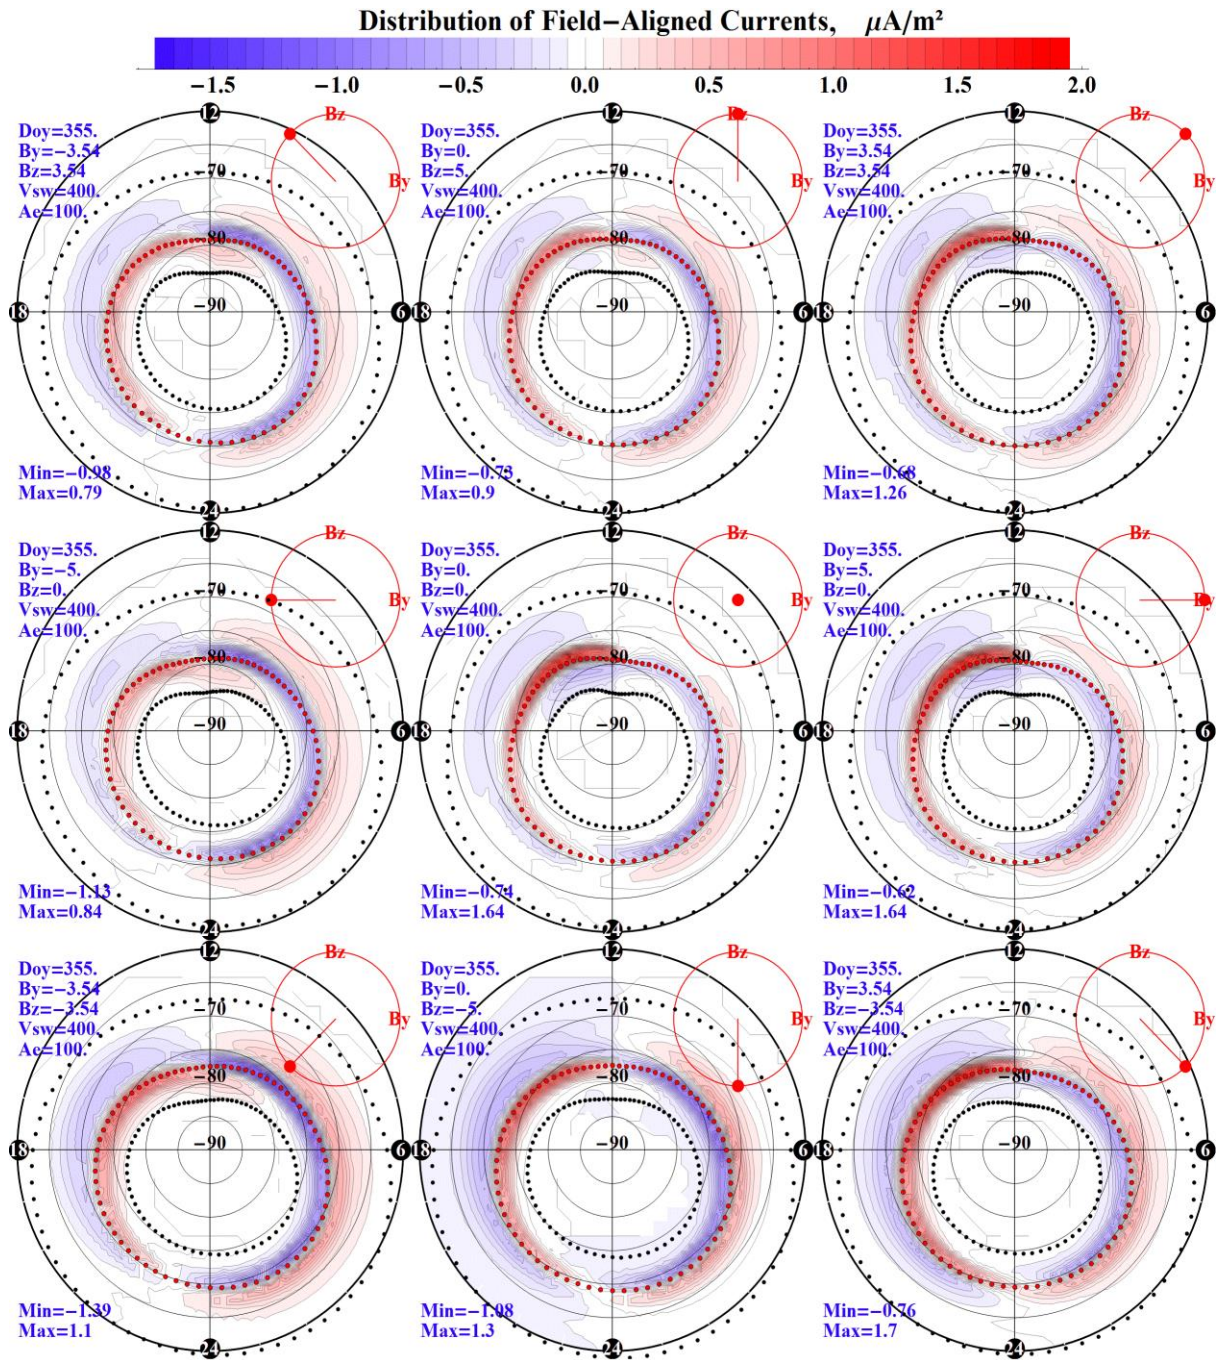 Distribution of Field-Aligned Currents, μA/m²
-1.5 -1.0 -0.5 0.0 0.5 1.0 1.5 2.0
12 Bz 12 Bz 12 Bz
Doy=355. Doy=355. Doy=355.
By=-3.54 By=0. By=3.54
Bz=3.54 Bz=5. Bz=3.54
Vsw=400. Vsw=400. Vsw=400.
Ae=100. Ae=100. Ae=100.
-70 By -70 By -70 By
-80 -80 -80
18 -90 6 18 -90 6 18 -90 6
Min=-0.98 Min=-0.73 Min=-0.68
Max=0.79 Max=0.9 Max=1.26
24 24 24
12 Bz 12 Bz 12 Bz
Doy=355. Doy=355. Doy=355.
By=-5. By=0. By=5.
Bz=0. Bz=0. Bz=0.
Vsw=400. Vsw=400. Vsw=400.
Ae=100. Ae=100. Ae=100.
-70 By -70 By -70 By
-80 -80 -80
18 -90 6 18 -90 6 18 -90 6
Min=-1.13 Min=-0.74 Min=-0.62
Max=0.84 Max=1.64 Max=1.64
24 24 24
12 Bz 12 Bz 12 Bz
Doy=355. Doy=355. Doy=355.
By=-3.54 By=0. By=3.54
Bz=-3.54 Bz=-5. Bz=-3.54
Vsw=400. Vsw=400. Vsw=400.
Ae=100. Ae=100. Ae=100.
-70 By -70 By -70 By
-80 -80 -80
18 -90 6 18 -90 6 18 -90 6
Min=-1.39 Min=-1.08 Min=-0.76
Max=1.1 Max=1.3 Max=1.7
24 24 24